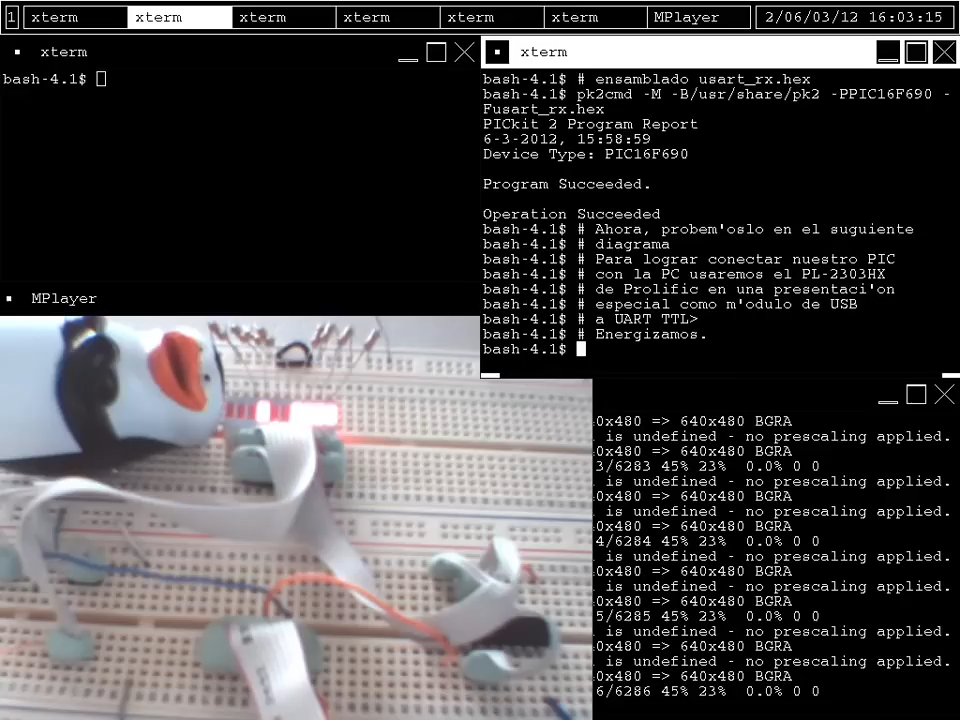 1 xterm xterm xterm xterm xterm xterm MPlayer 2/06/03/12 16:03:15
xterm
bash-4.1$
xterm
bash-4.1$ # ensamblado usart_rx.hex
bash-4.1$ pk2cmd -M -B/usr/share/pk2 -PPIC16F690 -
Fusart_rx.hex
PICkit 2 Program Report
6-3-2012, 15:58:59
Device Type: PIC16F690
Program Succeeded.
Operation Succeeded
bash-4.1$ # Ahora, probem'oslo en el suguiente
bash-4.1$ # diagrama
bash-4.1$ # Para lograr conectar nuestro PIC
bash-4.1$ # con la PC usaremos el PL-2303HX
bash-4.1$ # de Prolific en una presentaci'on
bash-4.1$ # especial como m'odulo de USB
bash-4.1$ # a UART TTL>
bash-4.1$ # Energizamos.
bash-4.1$
MPlayer
0x480 => 640x480 BGRA
. is undefined - no prescaling applied.
0x480 => 640x480 BGRA
3/6283 45% 23% 0.0% 0 0
. is undefined - no prescaling applied.
0x480 => 640x480 BGRA
. is undefined - no prescaling applied.
0x480 => 640x480 BGRA
4/6284 45% 23% 0.0% 0 0
. is undefined - no prescaling applied.
0x480 => 640x480 BGRA
. is undefined - no prescaling applied.
0x480 => 640x480 BGRA
5/6285 45% 23% 0.0% 0 0
. is undefined - no prescaling applied.
0x480 => 640x480 BGRA
. is undefined - no prescaling applied.
0x480 => 640x480 BGRA
6/6286 45% 23% 0.0% 0 0